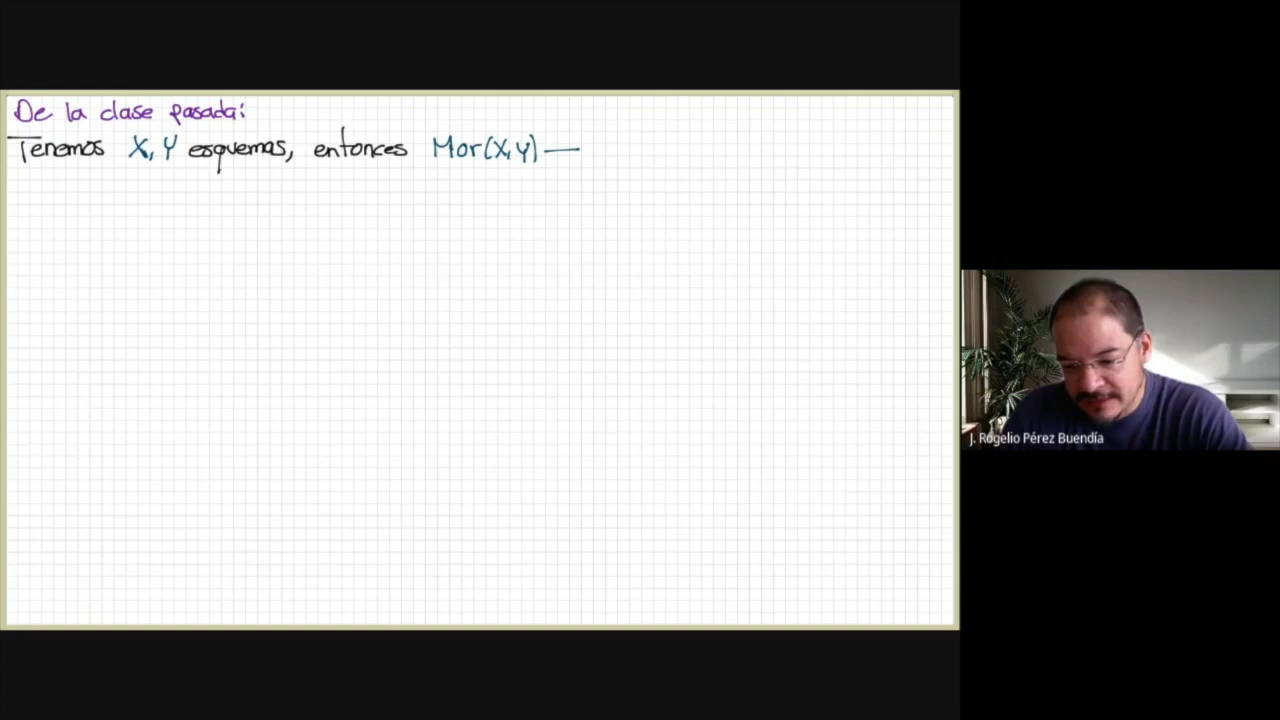 De la clase pasada:
Tenemos X, Y esquemas, entonces Mor(X,Y) —
J. Rogelio Pérez Buendía